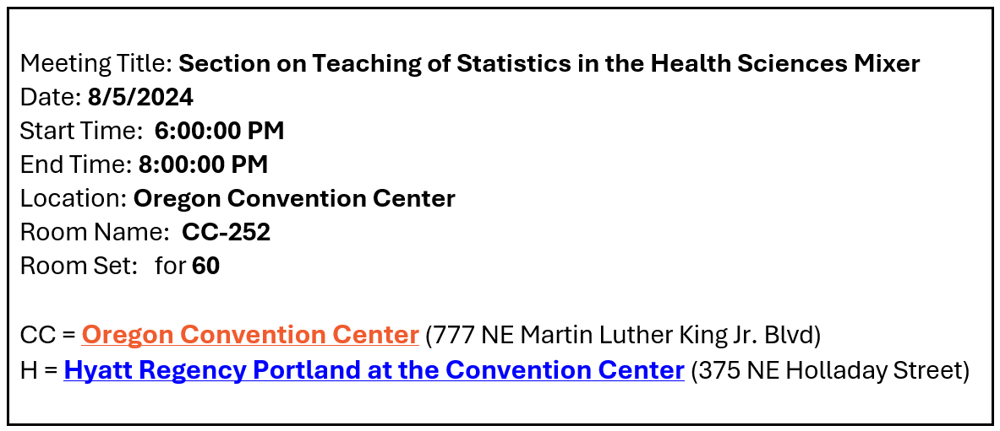 Meeting Title: Section on Teaching of Statistics in the Health Sciences Mixer
Date: 8/5/2024
Start Time:  6:00:00 PM
End Time: 8:00:00 PM
Location: Oregon Convention Center
Room Name:  CC-252
Room Set:   for 60
CC = Oregon Convention Center (777 NE Martin Luther King Jr. Blvd)
H = Hyatt Regency Portland at the Convention Center (375 NE Holladay Street)